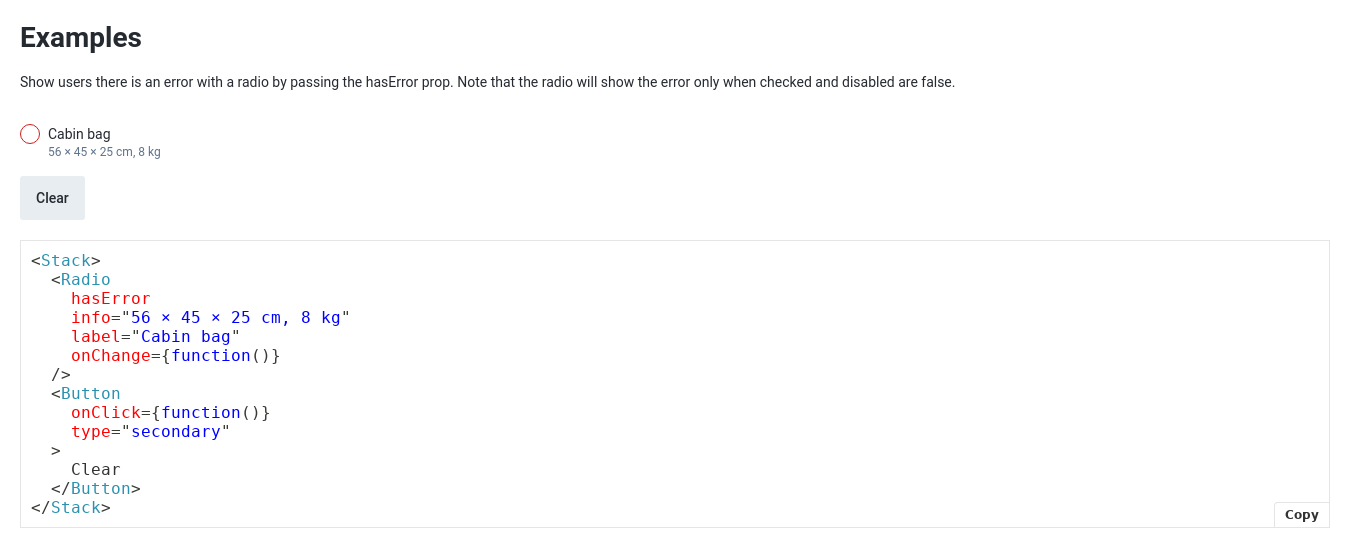 Examples
Show users there is an error with a radio by passing the hasError prop. Note that the radio will show the error only when checked and disabled are false.
Cabin bag
56 × 45 × 25 cm, 8 kg
Clear
<Stack>
  <Radio
    hasError
    info="56 × 45 × 25 cm, 8 kg"
    label="Cabin bag"
    onChange={function()}
  />
  <Button
    onClick={function()}
    type="secondary"
  >
    Clear
  </Button>
</Stack>
Copy